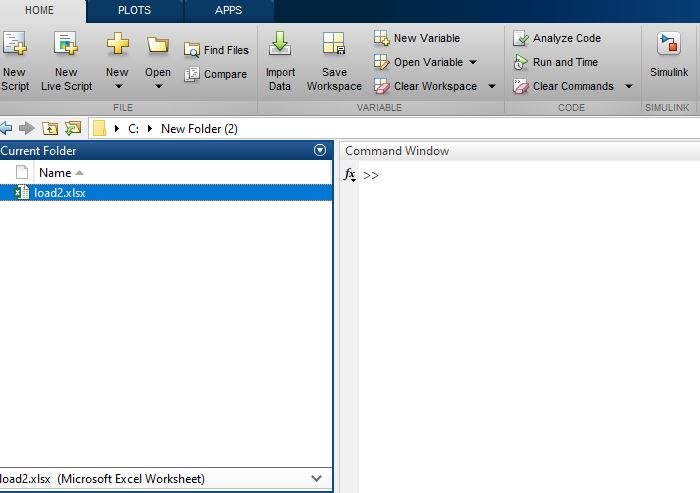 HOME PLOTS APPS
New Script
New Live Script
New
Open
Find Files
Compare
FILE
Import Data
Save Workspace
New Variable
Open Variable
Clear Workspace
VARIABLE
Analyze Code
Run and Time
Clear Commands
CODE
Simulink
SIMULINK
C: New Folder (2)
Current Folder
Name
load2.xlsx
load2.xlsx (Microsoft Excel Worksheet)
Command Window
fx >>